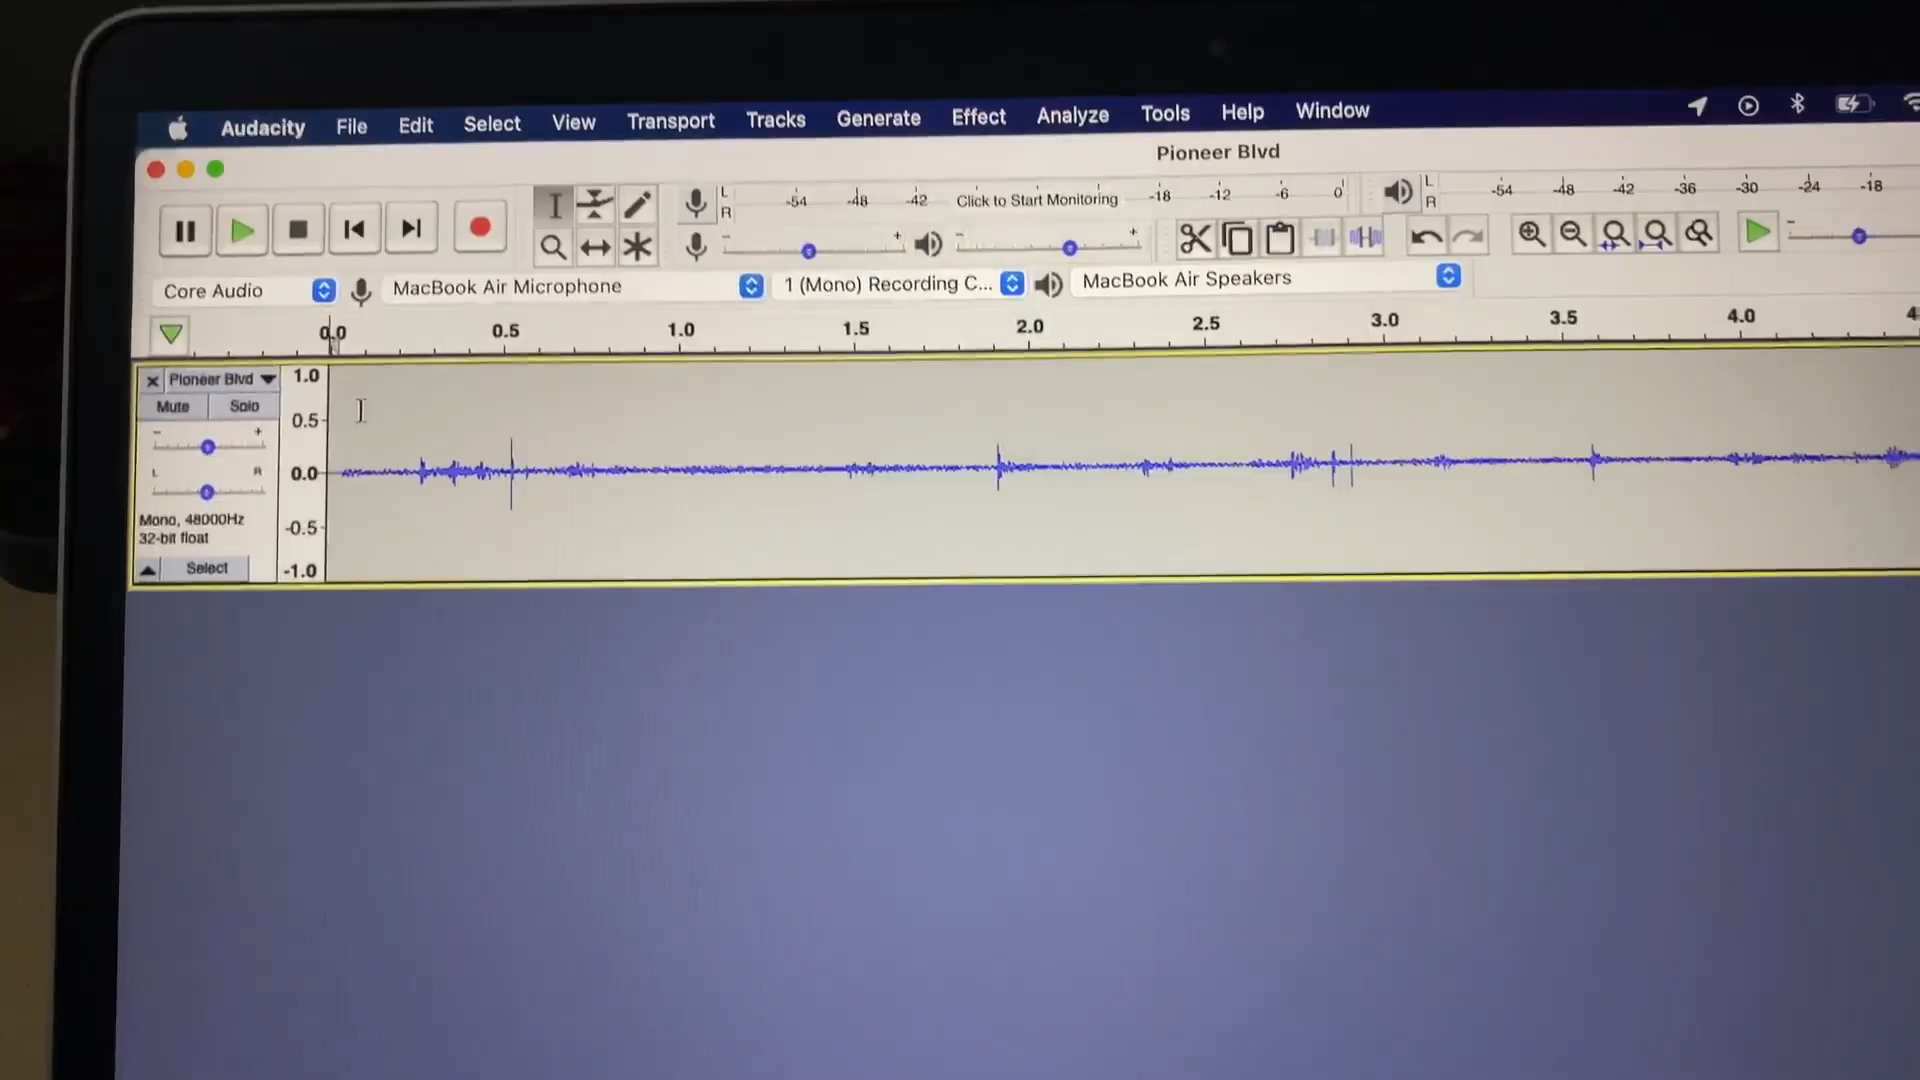 Audacity File Edit Select View Transport Tracks Generate Effect Analyze Tools Help Window
Pioneer Blvd
L
R
-54 -48 -42 Click to Start Monitoring -18 -12 -6 0
L
R
-54 -48 -42 -36 -30 -24 -18
Core Audio MacBook Air Microphone 1 (Mono) Recording C... MacBook Air Speakers
0.0 0.5 1.0 1.5 2.0 2.5 3.0 3.5 4.0
Pioneer Blvd
Mute Solo
- +
L R
Mono, 48000Hz
32-bit float
Select
1.0
0.5
0.0
-0.5
-1.0